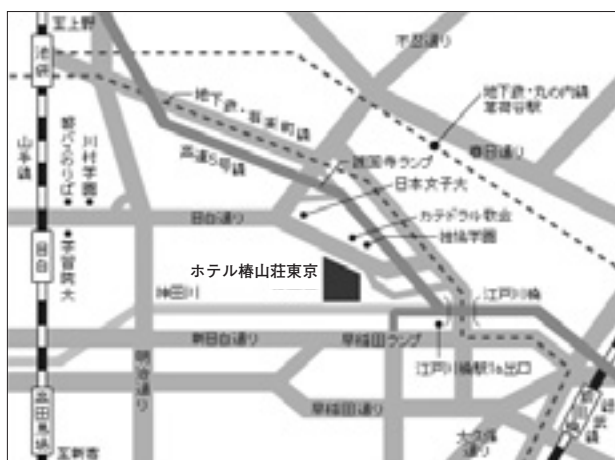 至上野
不忍通り
池袋
地下鉄・有楽町線
地下鉄・丸の内線
茗荷谷駅
山手線
都バスのりば
川村学園
高速5号線
護国寺ランプ
春日通り
日本女子大
目白通り
カテドラル教会
独協学園
目白
学習院大
ホテル椿山荘東京
神田川
江戸川橋
新目白通り
早稲田ランプ
江戸川橋駅1a出口
明治通り
高田馬場
早稲田通り
大久保
通り
飯田橋
総武線
至新宿